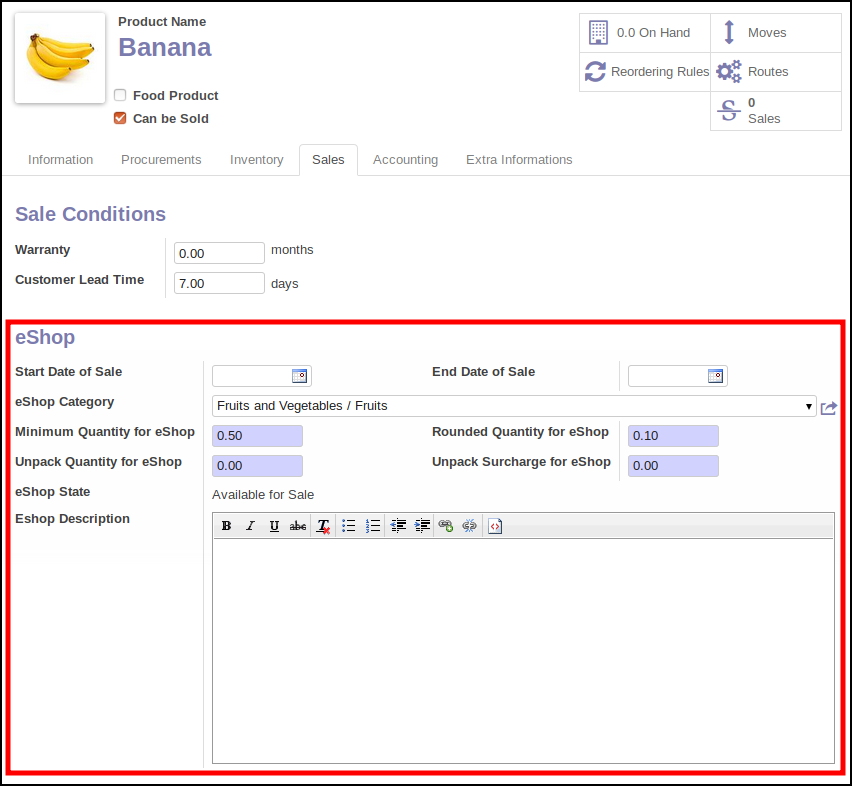 Product Name
Banana
Food Product
Can be Sold
0.0 On Hand
Moves
Reordering Rules
Routes
0
Sales
Information Procurements Inventory Sales Accounting Extra Informations
Sale Conditions
Warranty 0.00 months
Customer Lead Time 7.00 days
eShop
Start Date of Sale End Date of Sale
eShop Category Fruits and Vegetables / Fruits
Minimum Quantity for eShop 0.50 Rounded Quantity for eShop 0.10
Unpack Quantity for eShop 0.00 Unpack Surcharge for eShop 0.00
eShop State Available for Sale
Eshop Description
B I U abc T